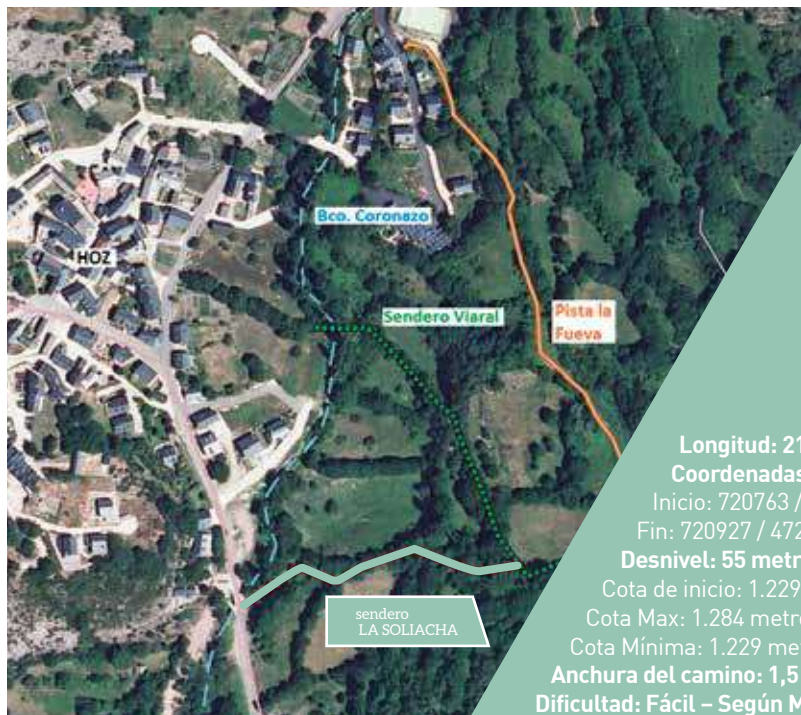 Bco. Coronazo
HOZ
Sendero Viaral
Pista la
Fueva
sendero
LA SOLIACHA
Longitud: 21
Coordenadas
Inicio: 720763 /
Fin: 720927 / 472
Desnivel: 55 metr
Cota de inicio: 1.229
Cota Max: 1.284 metr
Cota Mínima: 1.229 me
Anchura del camino: 1,5
Dificultad: Fácil – Según M